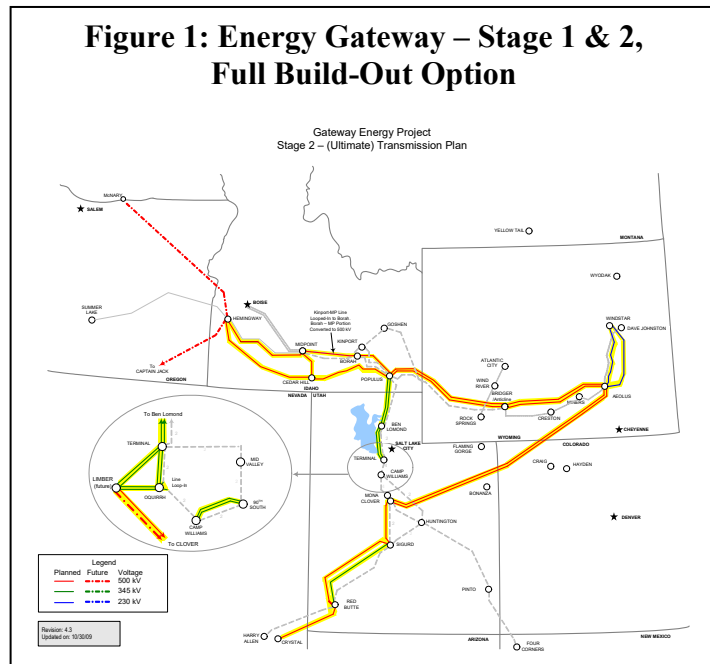 Figure 1: Energy Gateway – Stage 1 & 2,
Full Build-Out Option
Gateway Energy Project
Stage 2 – (Ultimate) Transmission Plan
McNARY
SALEM
YELLOW TAIL
MONTANA
WYODAK
SUMMER
LAKE
BOISE
HEMINGWAY
Kinport-MP Line
Looped-In to Borah.
Borah – MP Portion
Converted to 500 kV
GOSHEN
WINDSTAR
DAVE JOHNSTON
MIDPOINT
KINPORT
BORAH
To
CAPTAIN JACK
OREGON
CEDAR HILL
IDAHO
NEVADA
UTAH
POPULUS
ATLANTIC
CITY
WIND
RIVER
BRIDGER
/Anticline
ROCK
SPRINGS
CRESTON
AEOLUS
To Ben Lomond
BEN
LOMOND
SALT LAKE
CITY
TERMINAL
WYOMING
COLORADO
CHEYENNE
FLAMING
GORGE
TERMINAL
MID
VALLEY
CAMP
WILLIAMS
CRAIG
HAYDEN
LIMBER
(future)
Line
Loop-In
OQUIRRH
90TH
SOUTH
MONA
CLOVER
BONANZA
CAMP
WILLIAMS
HUNTINGTON
DENVER
To CLOVER
SIGURD
Legend
Planned Future Voltage
500 kV
345 kV
230 kV
PINTO
RED
BUTTE
Revision: 4.3
Updated on: 10/30/09
HARRY
ALLEN
CRYSTAL
ARIZONA
NEW MEXICO
FOUR
CORNERS